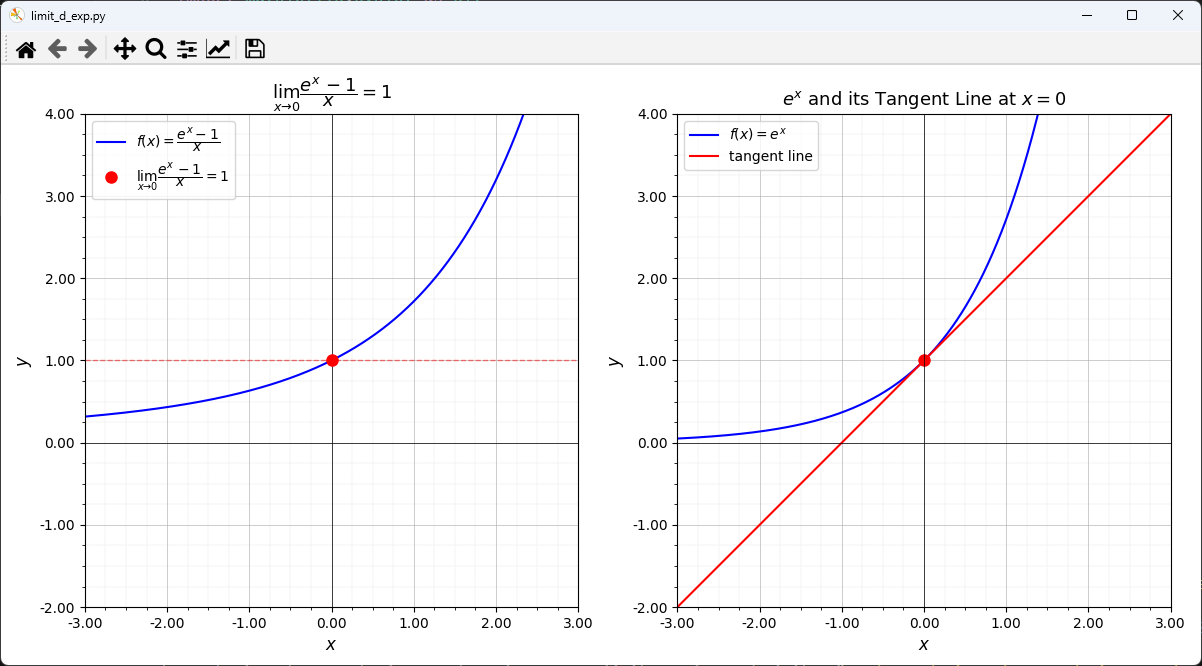 limit_d_exp.py
lim x→0 (e^x − 1)/x = 1
4.00
3.00
2.00
1.00
0.00
-1.00
-2.00
y
f(x) = (e^x − 1)/x
lim x→0 (e^x − 1)/x = 1
-3.00 -2.00 -1.00 0.00 1.00 2.00 3.00
x
e^x and its Tangent Line at x = 0
4.00
3.00
2.00
1.00
0.00
-1.00
-2.00
y
f(x) = e^x
tangent line
-3.00 -2.00 -1.00 0.00 1.00 2.00 3.00
x